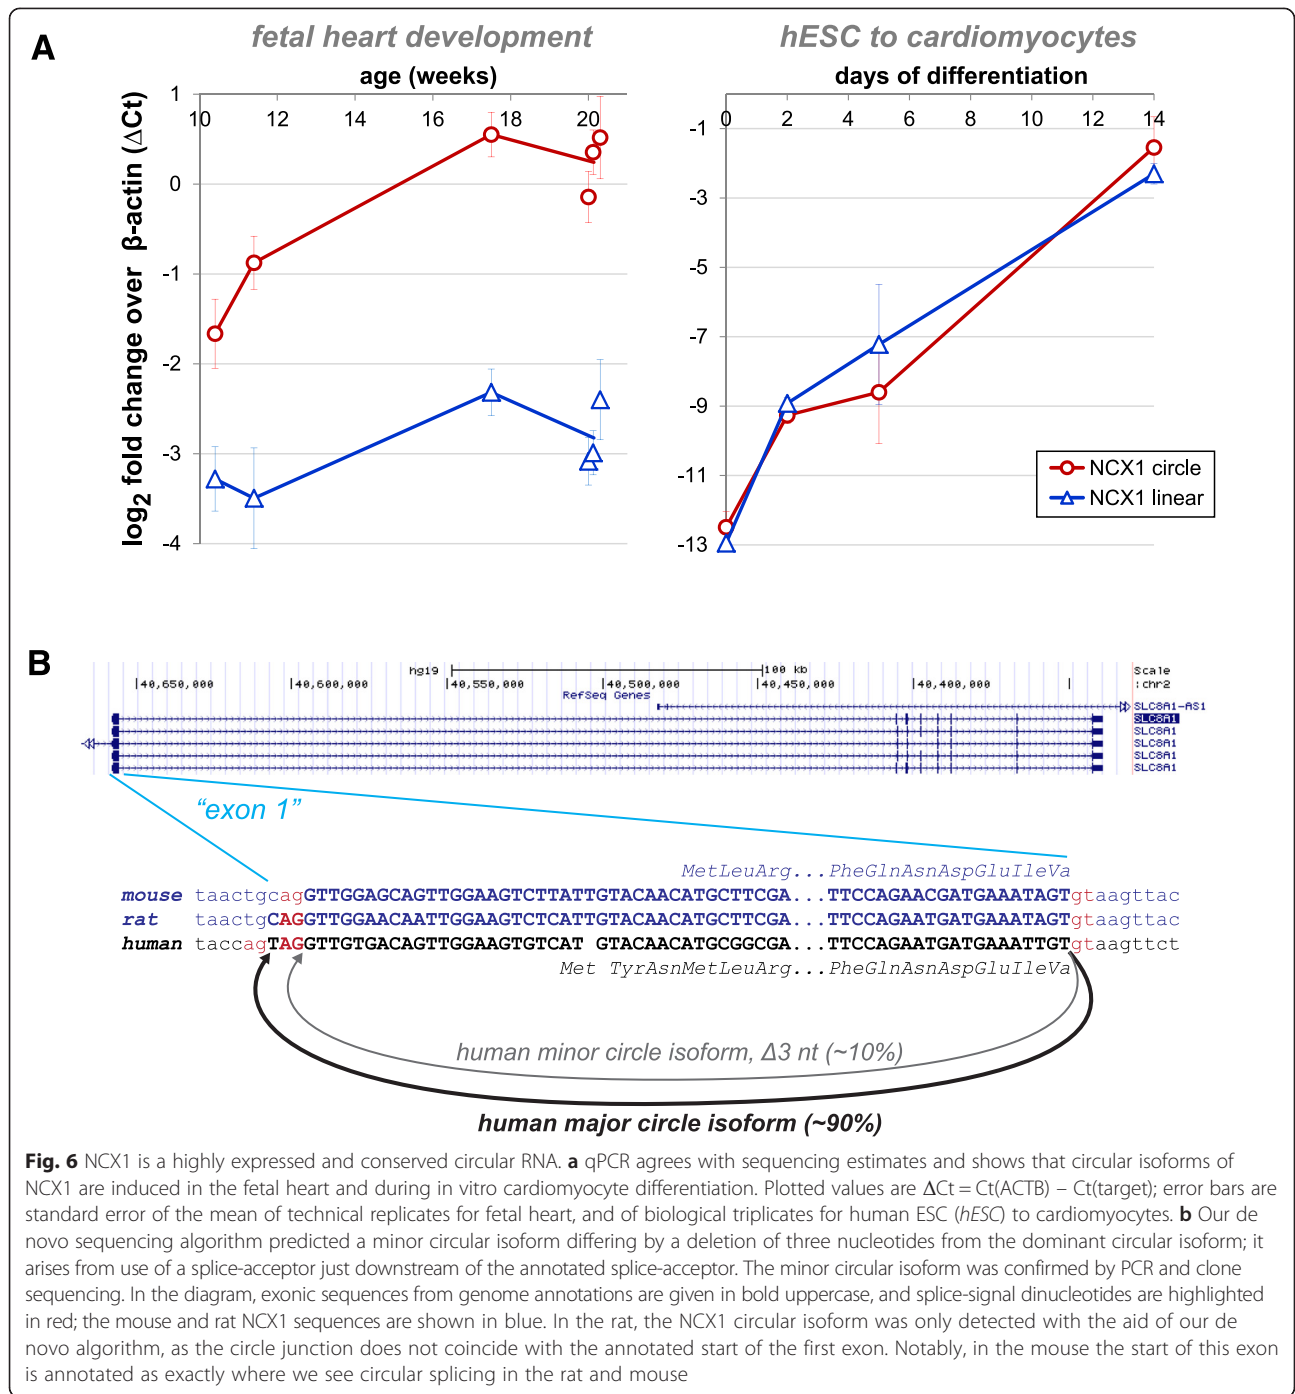 A
fetal heart development
hESC to cardiomyocytes
age (weeks)
days of differentiation
log2 fold change over β-actin (ΔCt)
1
0
-1
-2
-3
-4
10 12 14 16 18 20
-1
-3
-5
-7
-9
-11
-13
0 2 4 6 8 10 12 14
NCX1 circle
NCX1 linear
B
hg19 100 kb Scale
|40,650,000 |40,600,000 |40,550,000 |40,500,000 |40,450,000 |40,400,000 | :chr2
RefSeq Genes
SLC8A1-AS1
SLC8A1
SLC8A1
SLC8A1
SLC8A1
SLC8A1
“exon 1”
MetLeuArg...PheGlnAsnAspGluIleVa
mouse taactgcagGTTGGAGCAGTTGGAAGTCTTATTGTACAACATGCTTCGA...TTCCAGAACGATGAAATAGTgtaagttac
rat taactgCAGGTTGGAACAATTGGAAGTCTCATTGTACAACATGCTTCGA...TTCCAGAATGATGAAATAGTgtaagttac
human taccagTAGGTTGTGACAGTTGGAAGTGTCAT GTACAACATGCGGCGA...TTCCAGAATGATGAAATTGTgtaagttct
Met TyrAsnMetLeuArg...PheGlnAsnAspGluIleVa
human minor circle isoform, Δ3 nt (~10%)
human major circle isoform (~90%)
Fig. 6 NCX1 is a highly expressed and conserved circular RNA. a qPCR agrees with sequencing estimates and shows that circular isoforms of
NCX1 are induced in the fetal heart and during in vitro cardiomyocyte differentiation. Plotted values are ΔCt = Ct(ACTB) – Ct(target); error bars are
standard error of the mean of technical replicates for fetal heart, and of biological triplicates for human ESC (hESC) to cardiomyocytes. b Our de
novo sequencing algorithm predicted a minor circular isoform differing by a deletion of three nucleotides from the dominant circular isoform; it
arises from use of a splice-acceptor just downstream of the annotated splice-acceptor. The minor circular isoform was confirmed by PCR and clone
sequencing. In the diagram, exonic sequences from genome annotations are given in bold uppercase, and splice-signal dinucleotides are highlighted
in red; the mouse and rat NCX1 sequences are shown in blue. In the rat, the NCX1 circular isoform was only detected with the aid of our de
novo algorithm, as the circle junction does not coincide with the annotated start of the first exon. Notably, in the mouse the start of this exon
is annotated as exactly where we see circular splicing in the rat and mouse